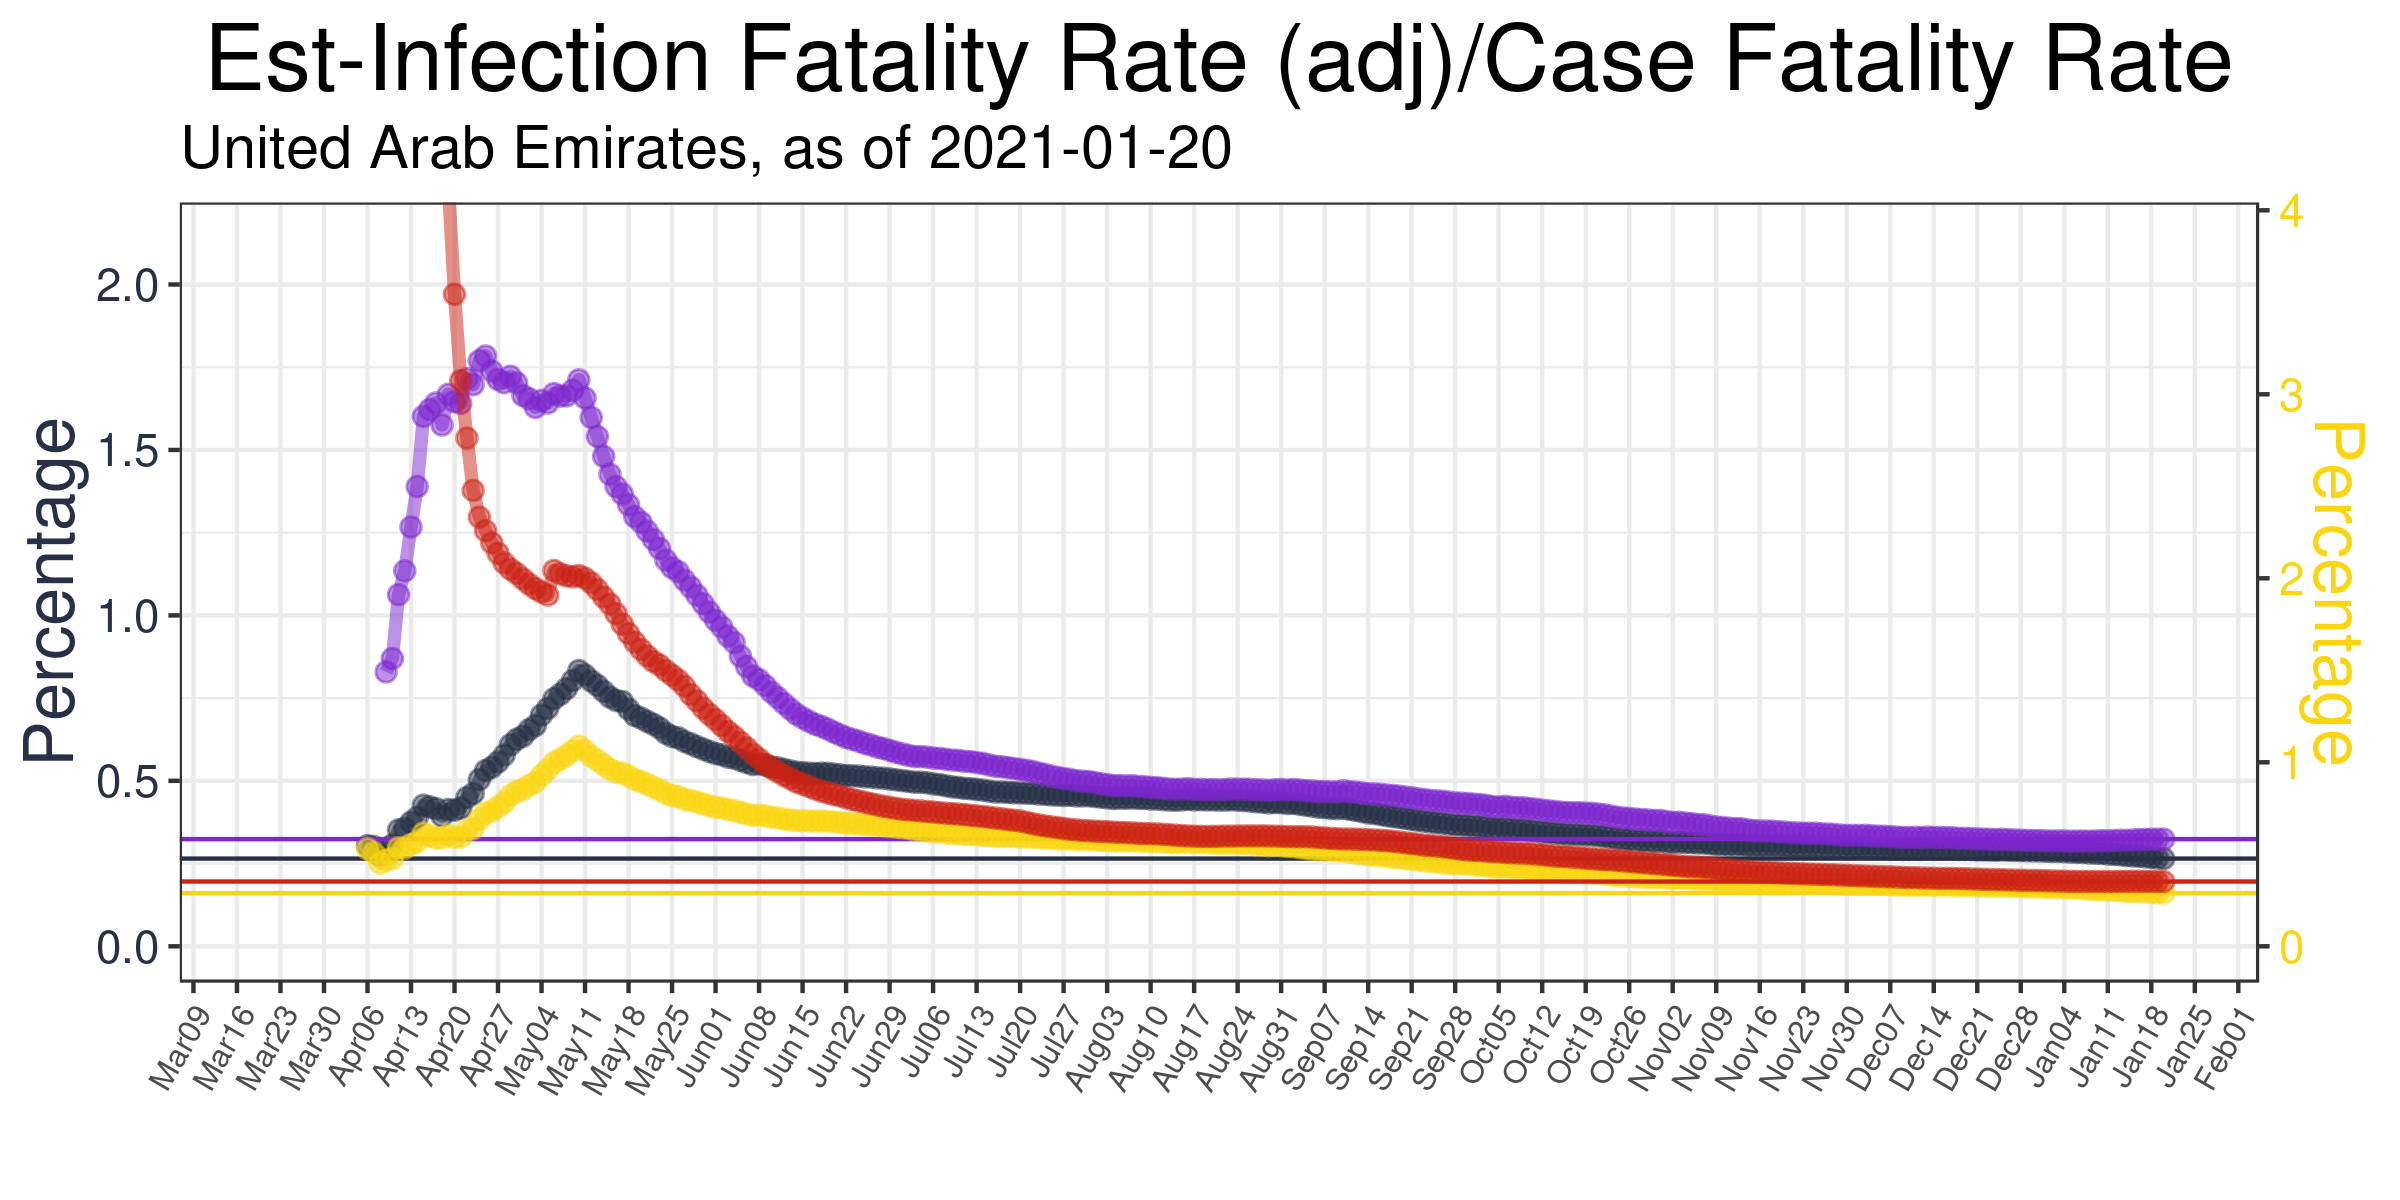 Est-Infection Fatality Rate (adj)/Case Fatality Rate
United Arab Emirates, as of 2021-01-20
Percentage
2.0
1.5
1.0
0.5
0.0
4
3
2
1
0
Percentage
Mar09 Mar16 Mar23 Mar30 Apr06 Apr13 Apr20 Apr27 May04 May11 May18 May25 Jun01 Jun08 Jun15 Jun22 Jun29 Jul06 Jul13 Jul20 Jul27 Aug03 Aug10 Aug17 Aug24 Aug31 Sep07 Sep14 Sep21 Sep28 Oct05 Oct12 Oct19 Oct26 Nov02 Nov09 Nov16 Nov23 Nov30 Dec07 Dec14 Dec21 Dec28 Jan04 Jan11 Jan18 Jan25 Feb01